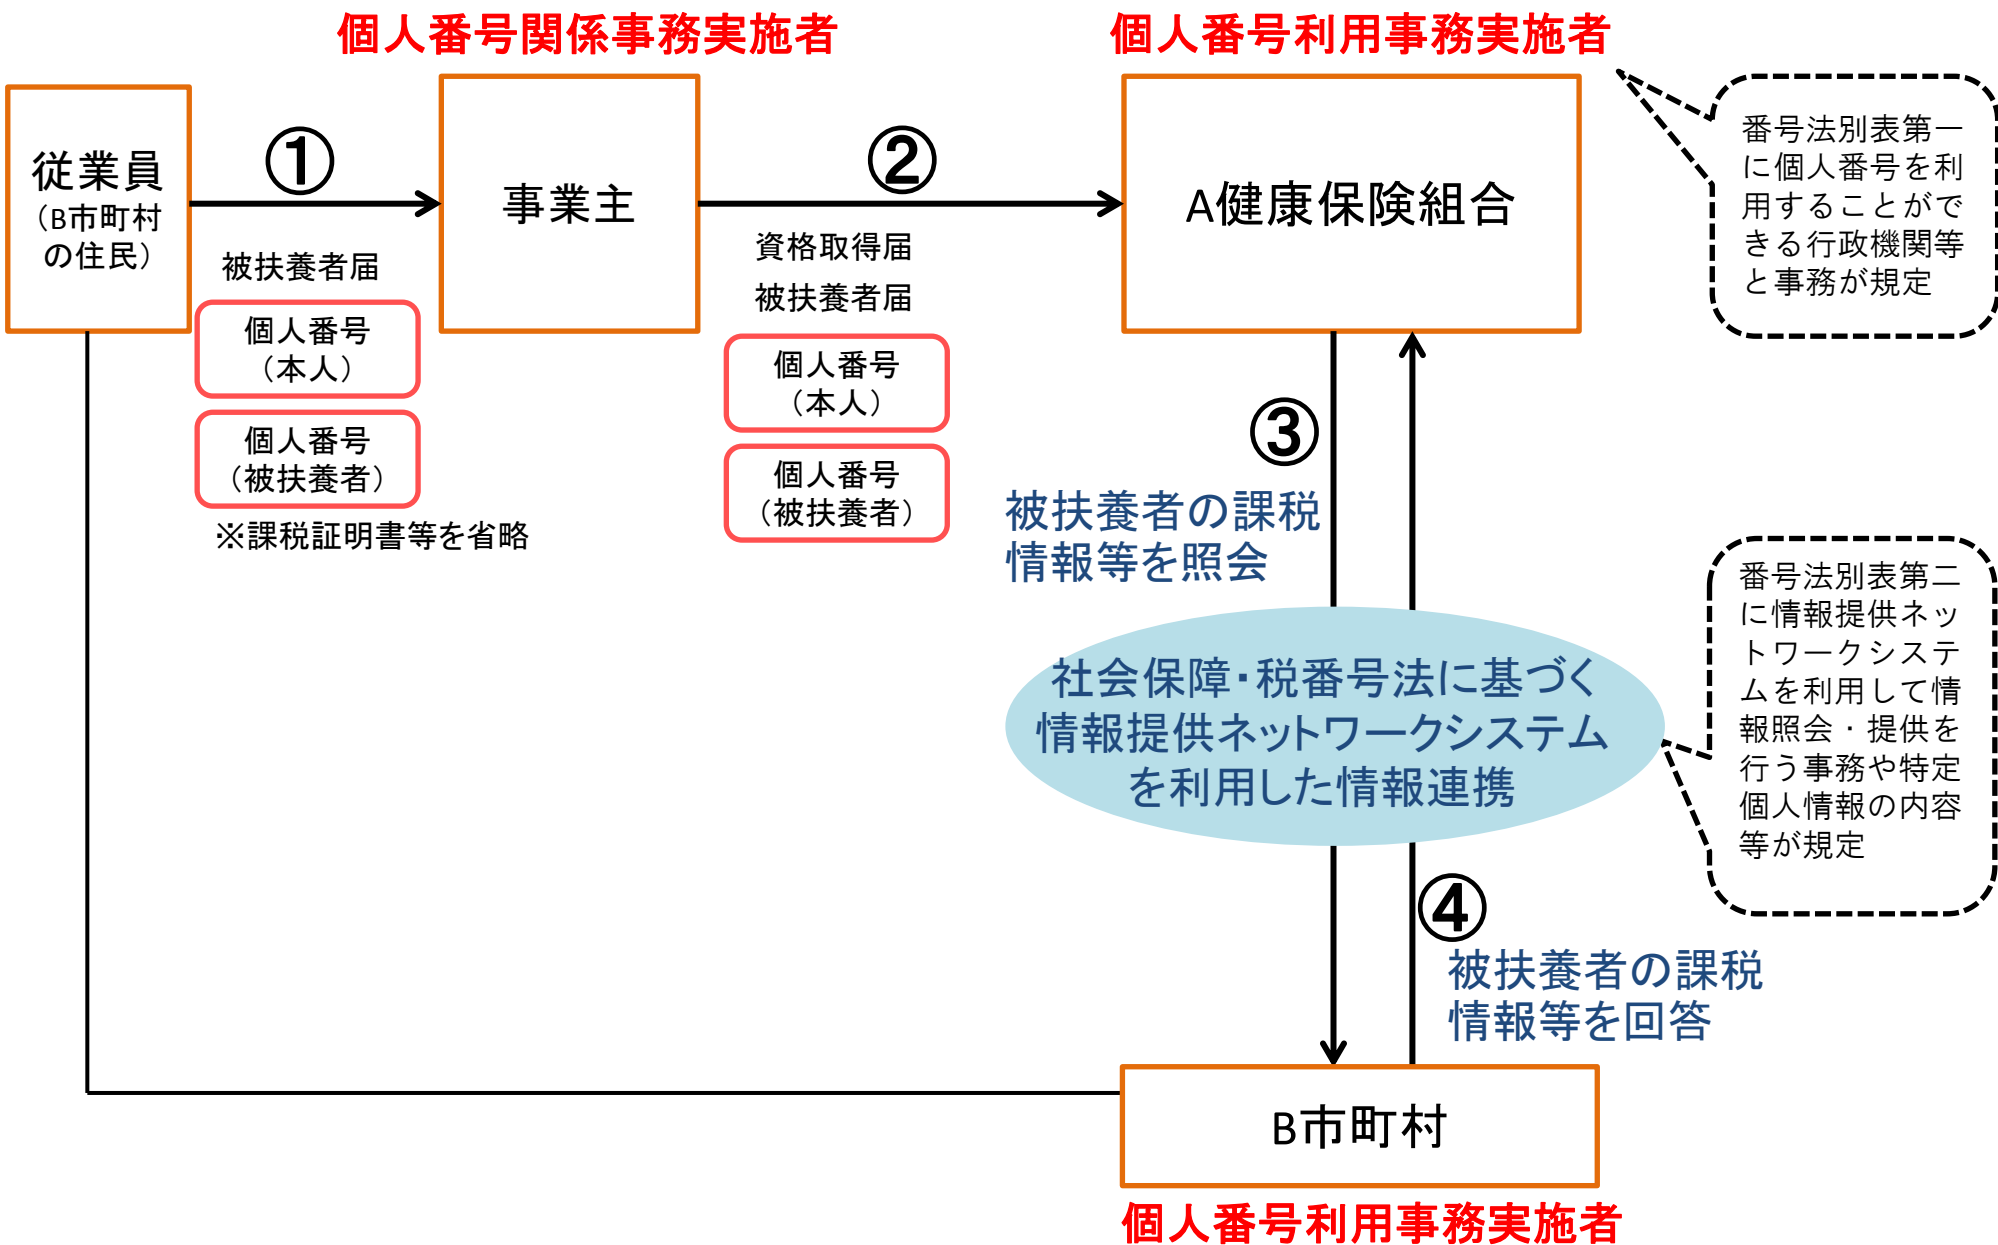 個人番号関係事務実施者
個人番号利用事務実施者
従業員
（B市町村
の住民）
①
事業主
②
A健康保険組合
番号法別表第一
に個人番号を利
用することがで
きる行政機関等
と事務が規定
被扶養者届
個人番号
（本人）
個人番号
（被扶養者）
※課税証明書等を省略
資格取得届
被扶養者届
個人番号
（本人）
個人番号
（被扶養者）
③
被扶養者の課税
情報等を照会
社会保障・税番号法に基づく
情報提供ネットワークシステム
を利用した情報連携
番号法別表第二
に情報提供ネッ
トワークシステ
ムを利用して情
報照会・提供を
行う事務や特定
個人情報の内容
等が規定
④
被扶養者の課税
情報等を回答
B市町村
個人番号利用事務実施者